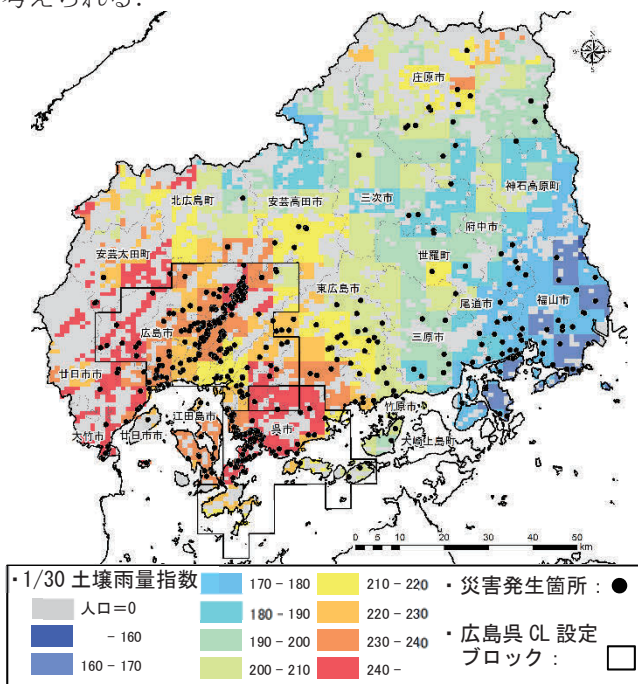 考えられる.
庄原市
神石高原町
北広島町
安芸高田市
三次市
府中市
世羅町
安芸太田町
東広島市
尾道市
福山市
広島市
三原市
廿日市市
江田島市
竹原市
大竹市
廿日市市
呉市
大崎上島町
0 5 10 20 30 40 50
km
・1/30 土壌雨量指数
人口=0
- 160
160 - 170
170 - 180
180 - 190
190 - 200
200 - 210
210 - 220
220 - 230
230 - 240
240 -
・災害発生箇所:●
・広島呉 CL 設定
ブロック: